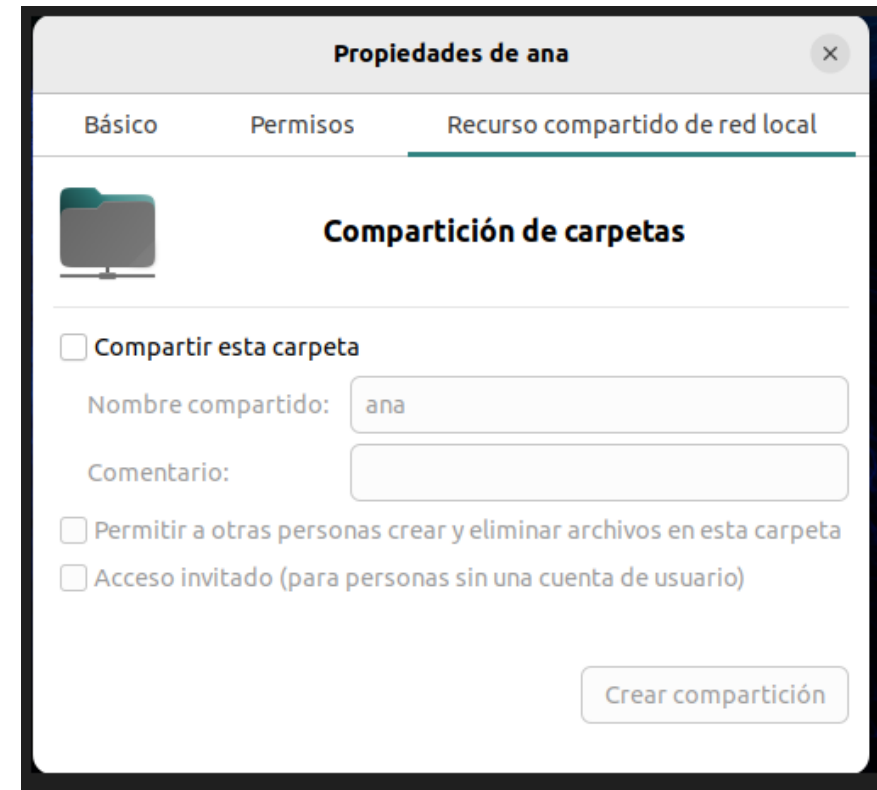 Propiedades de ana
Básico Permisos Recurso compartido de red local
Compartición de carpetas
Compartir esta carpeta
Nombre compartido: ana
Comentario:
Permitir a otras personas crear y eliminar archivos en esta carpeta
Acceso invitado (para personas sin una cuenta de usuario)
Crear compartición